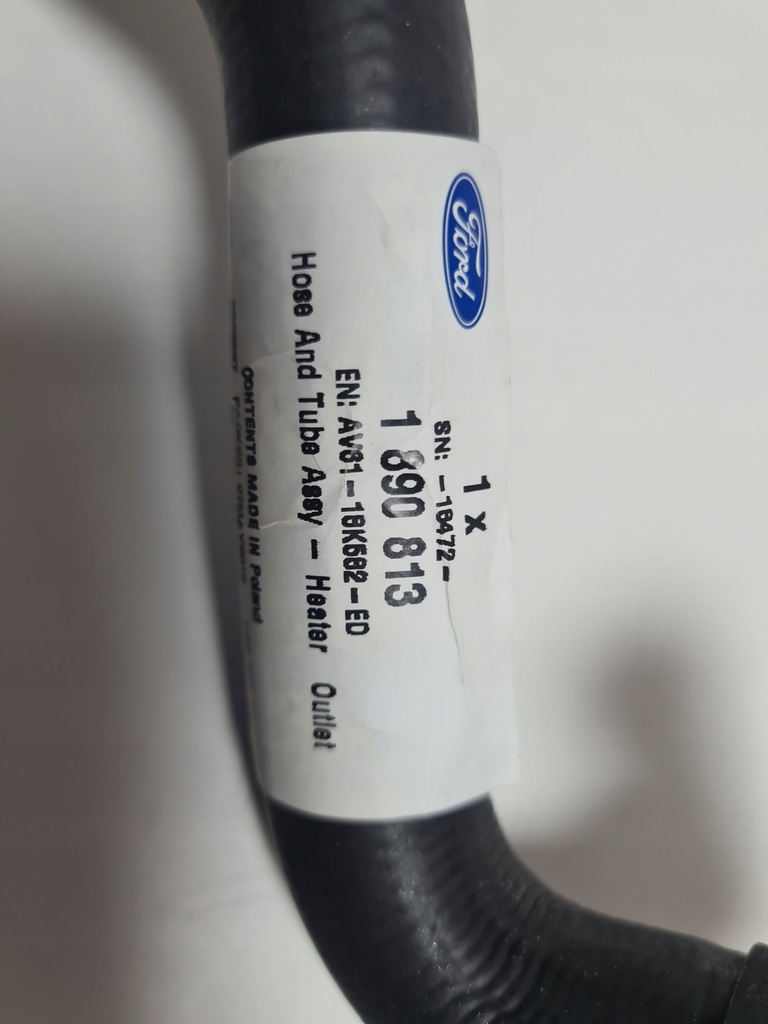 Ford
1 x
SN: -18472-
1 890 813
EN: AV61-18K582-ED
Hose And Tube Assy - Heater Outlet
CONTENTS MADE IN Poland